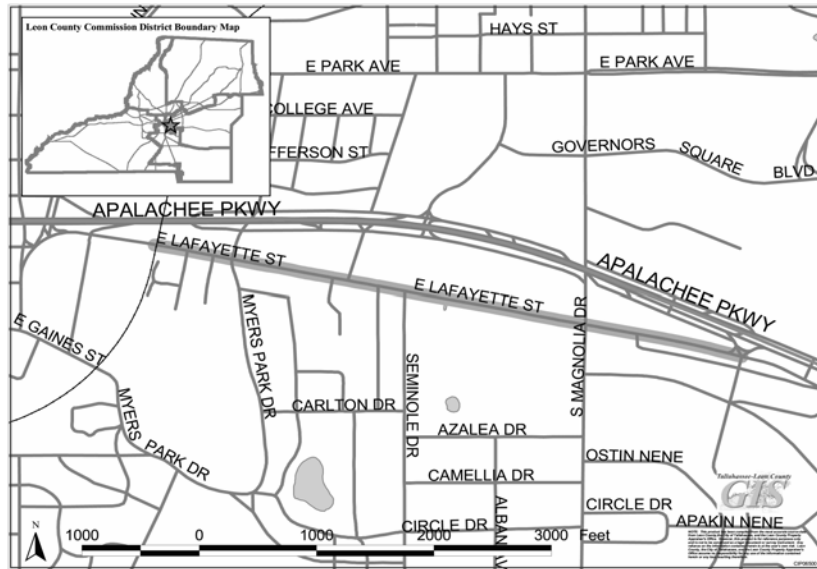 Leon County Commission District Boundary Map
HAYS ST
E PARK AVE
E PARK AVE
COLLEGE AVE
FFERSON ST
GOVERNORS
SQUARE
BLVD
APALACHEE PKWY
E LAFAYETTE ST
E LAFAYETTE ST
APALACHEE PKWY
S MAGNOLIA DR
E GAINES ST
MYERS PARK DR
SEMINOLE DR
MYERS PARK DR
CARLTON DR
AZALEA DR
OSTIN NENE
CAMELLIA DR
ALBAN
CIRCLE DR
CIRCLE DR
APAKIN NENE
Tallahassee-Leon County
GIS
N
1000 0 1000 2000 3000 Feet